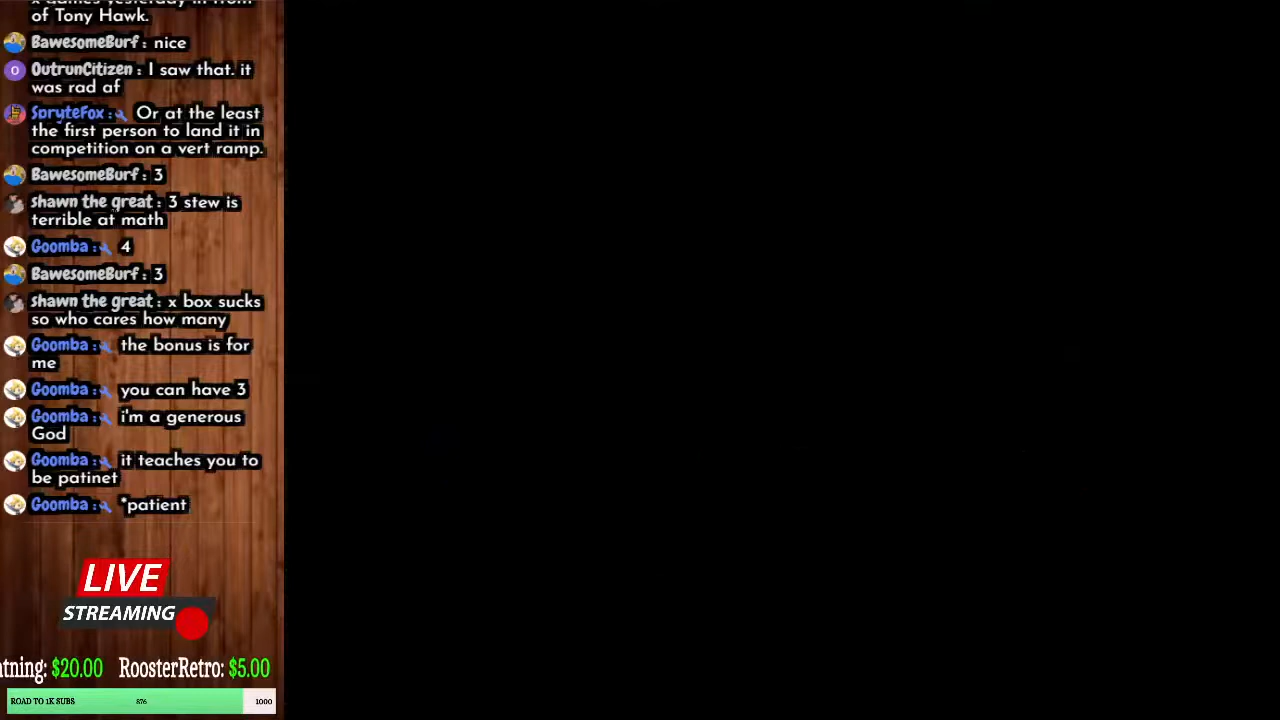 of Tony Hawk.
BawesomeBurf : nice
OutrunCitizen : I saw that. it
was rad af
SpryteFox : Or at the least
the first person to land it in
competition on a vert ramp.
BawesomeBurf : 3
shawn the great : 3 stew is
terrible at math
Goomba : 4
BawesomeBurf : 3
shawn the great : x box sucks
so who cares how many
Goomba : the bonus is for
me
Goomba : you can have 3
Goomba : i'm a generous
God
Goomba : it teaches you to
be patinet
Goomba : *patient
LIVE
STREAMING
tning: $20.00 RoosterRetro: $5.00
ROAD TO 1K SUBS 876 1000